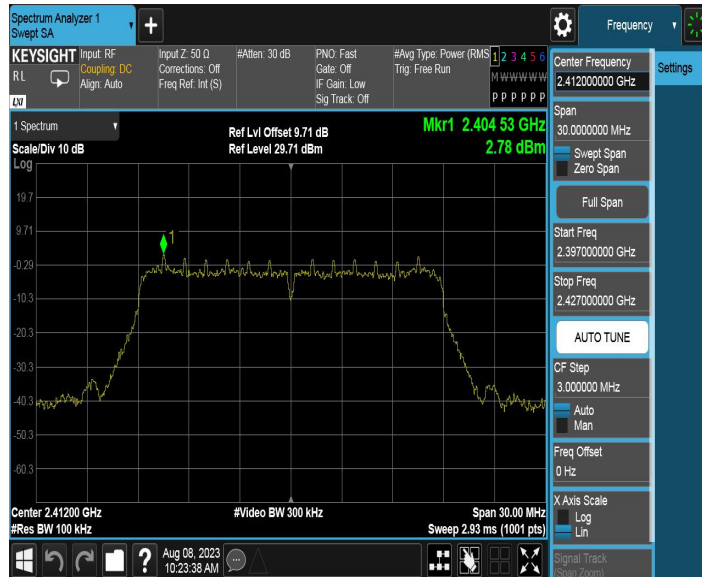 Spectrum Analyzer 1
Swept SA
+
Frequency
KEYSIGHT
RL
LXI
Input: RF
Coupling: DC
Align: Auto
Input Z: 50 Ω
Corrections: Off
Freq Ref: Int (S)
#Atten: 30 dB
PNO: Fast
Gate: Off
IF Gain: Low
Sig Track: Off
#Avg Type: Power (RMS
Trig: Free Run
1 2 3 4 5 6
M W W W W W
P P P P P P
Settings
Center Frequency
2.412000000 GHz
Span
30.0000000 MHz
Swept Span
Zero Span
Full Span
Start Freq
2.397000000 GHz
Stop Freq
2.427000000 GHz
AUTO TUNE
CF Step
3.000000 MHz
Auto
Man
Freq Offset
0 Hz
X Axis Scale
Log
Lin
Signal Track
(Span Zoom)
1 Spectrum
Scale/Div 10 dB
Log
Ref Lvl Offset 9.71 dB
Ref Level 29.71 dBm
Mkr1 2.404 53 GHz
2.78 dBm
19.7
9.71
-0.29
-10.3
-20.3
-30.3
-40.3
-50.3
-60.3
1
Center 2.41200 GHz
#Res BW 100 kHz
#Video BW 300 kHz
Span 30.00 MHz
Sweep 2.93 ms (1001 pts)
?
Aug 08, 2023
10:23:38 AM